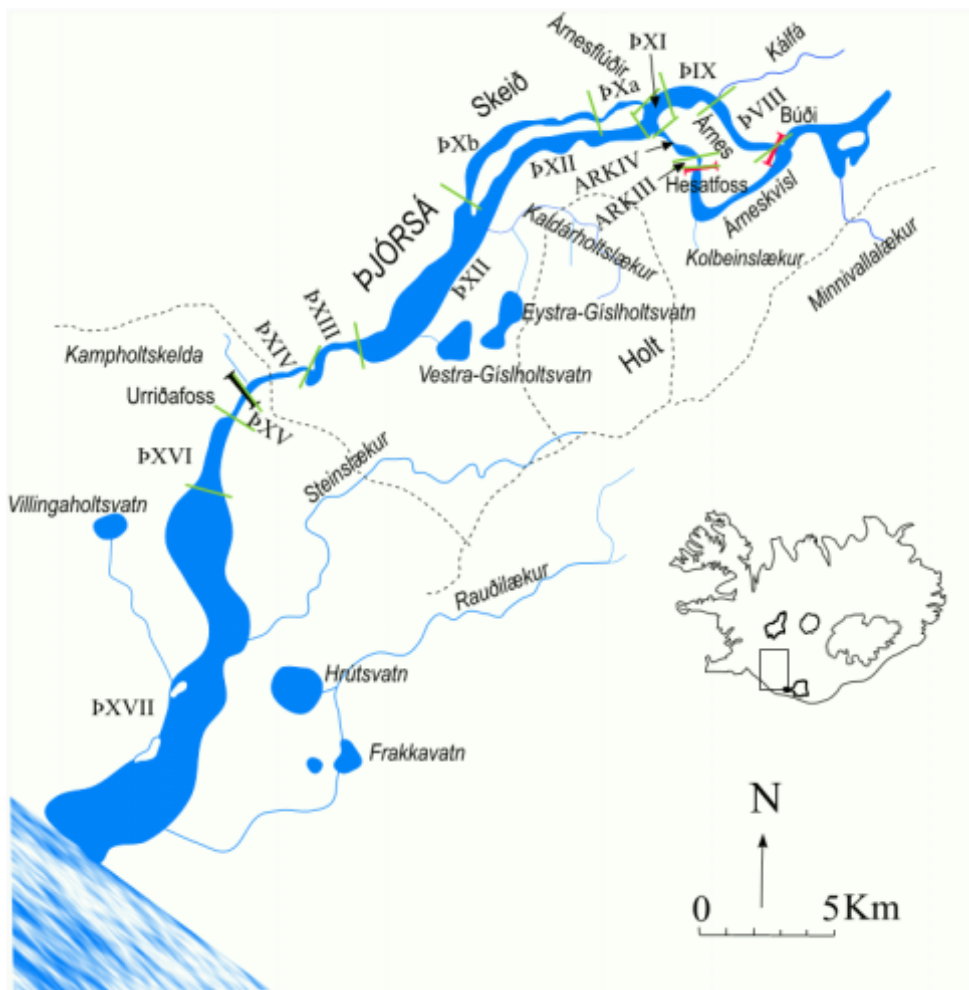 Árnesflúðir
ÞXI
ÞIX
Kálfá
Skeið
ÞXa
ÞVIII
Búði
Árnes
ÞXb
ÞXII
ARKIV
ARKIII
Hesatfoss
Árneskvísl
ÞJÓRSÁ
Kaldárholtslækur
Kolbeinslækur
Minnivallalækur
ÞXII
Eystra-Gíslholtsvatn
ÞXIII
Holt
Kampholtskelda
ÞXIV
Vestra-Gíslholtsvatn
Urriðafoss
ÞXV
ÞXVI
Steinslækur
Villingaholtsvatn
Rauðilækur
Hrútsvatn
ÞXVII
Frakkavatn
N
0 5Km